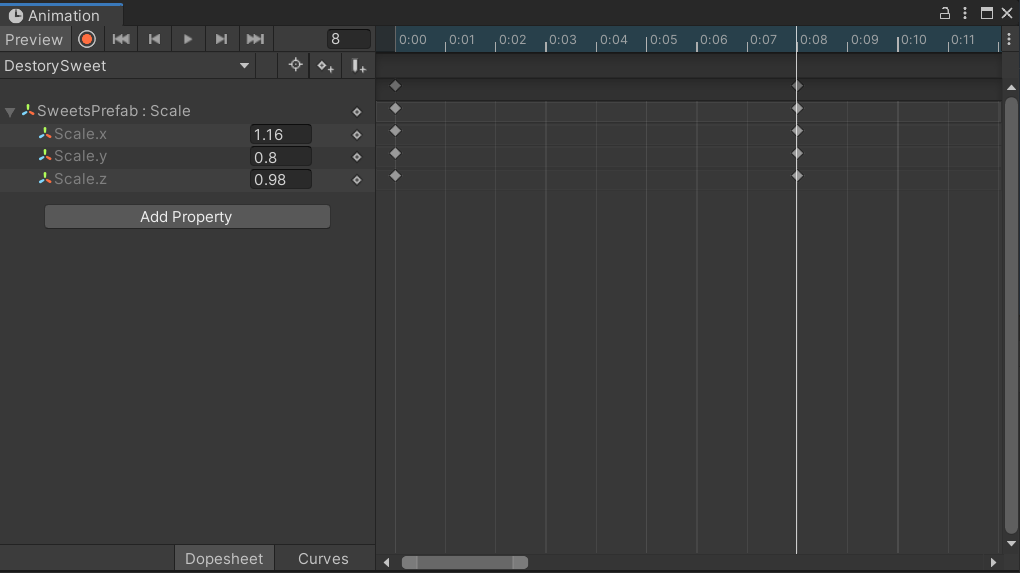 Animation
Preview 8 0:00 0:01 0:02 0:03 0:04 0:05 0:06 0:07 0:08 0:09 0:10 0:11
DestorySweet
SweetsPrefab : Scale
Scale.x 1.16
Scale.y 0.8
Scale.z 0.98
Add Property
Dopesheet Curves